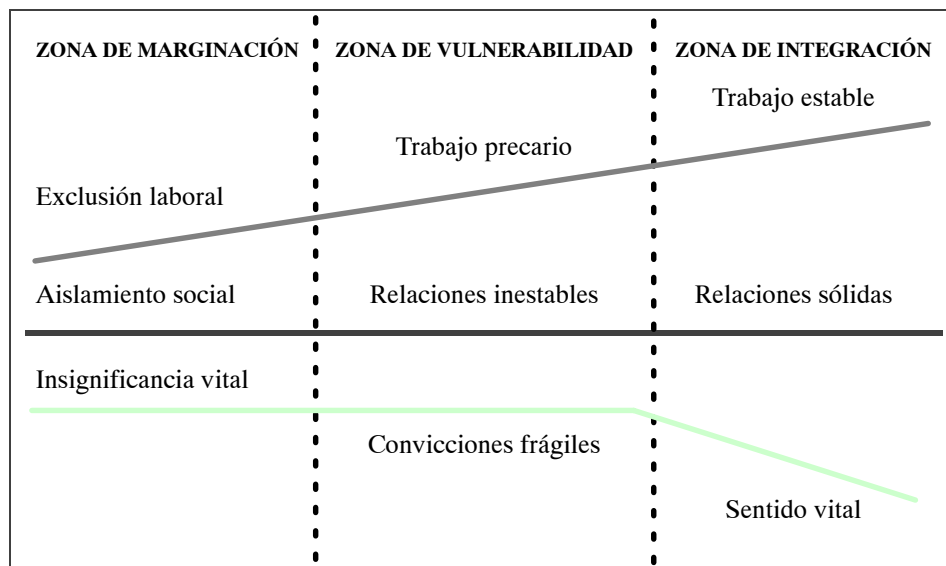 ZONA DE MARGINACIÓN
ZONA DE VULNERABILIDAD
ZONA DE INTEGRACIÓN
Trabajo estable
Trabajo precario
Exclusión laboral
Aislamiento social
Relaciones inestables
Relaciones sólidas
Insignificancia vital
Convicciones frágiles
Sentido vital